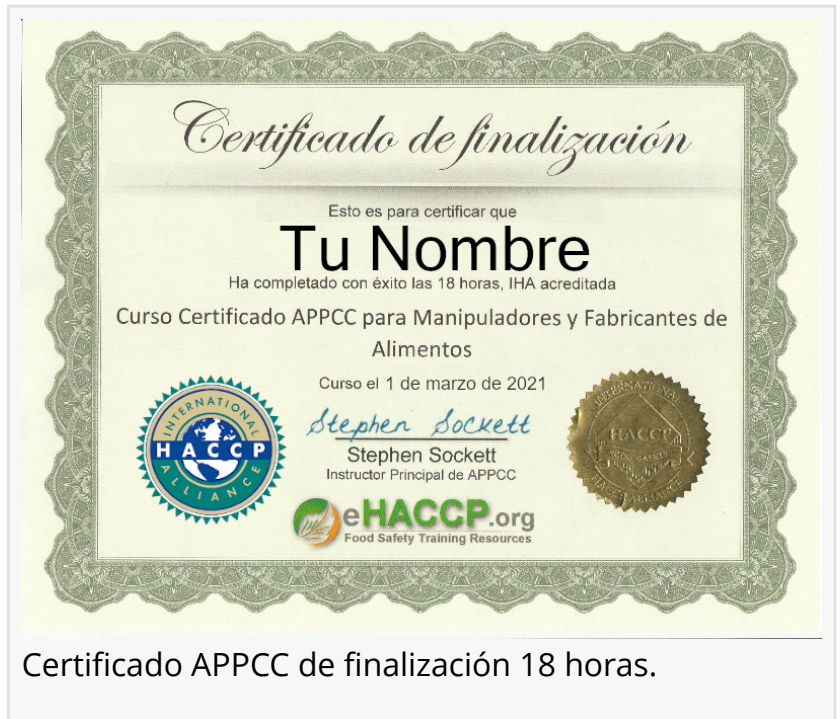 Certificado de finalización
Esto es para certificar que
Tu Nombre
Ha completado con éxito las 18 horas, IHA acreditada
Curso Certificado APPCC para Manipuladores y Fabricantes de
Alimentos
Curso el 1 de marzo de 2021
Stephen Sockett
Stephen Sockett
Instructor Principal de APPCC
INTERNATIONAL
HACCP
ALLIANCE
INTERNATIONAL
HACCP
eHACCP.org
Food Safety Training Resources
Certificado APPCC de finalización 18 horas.